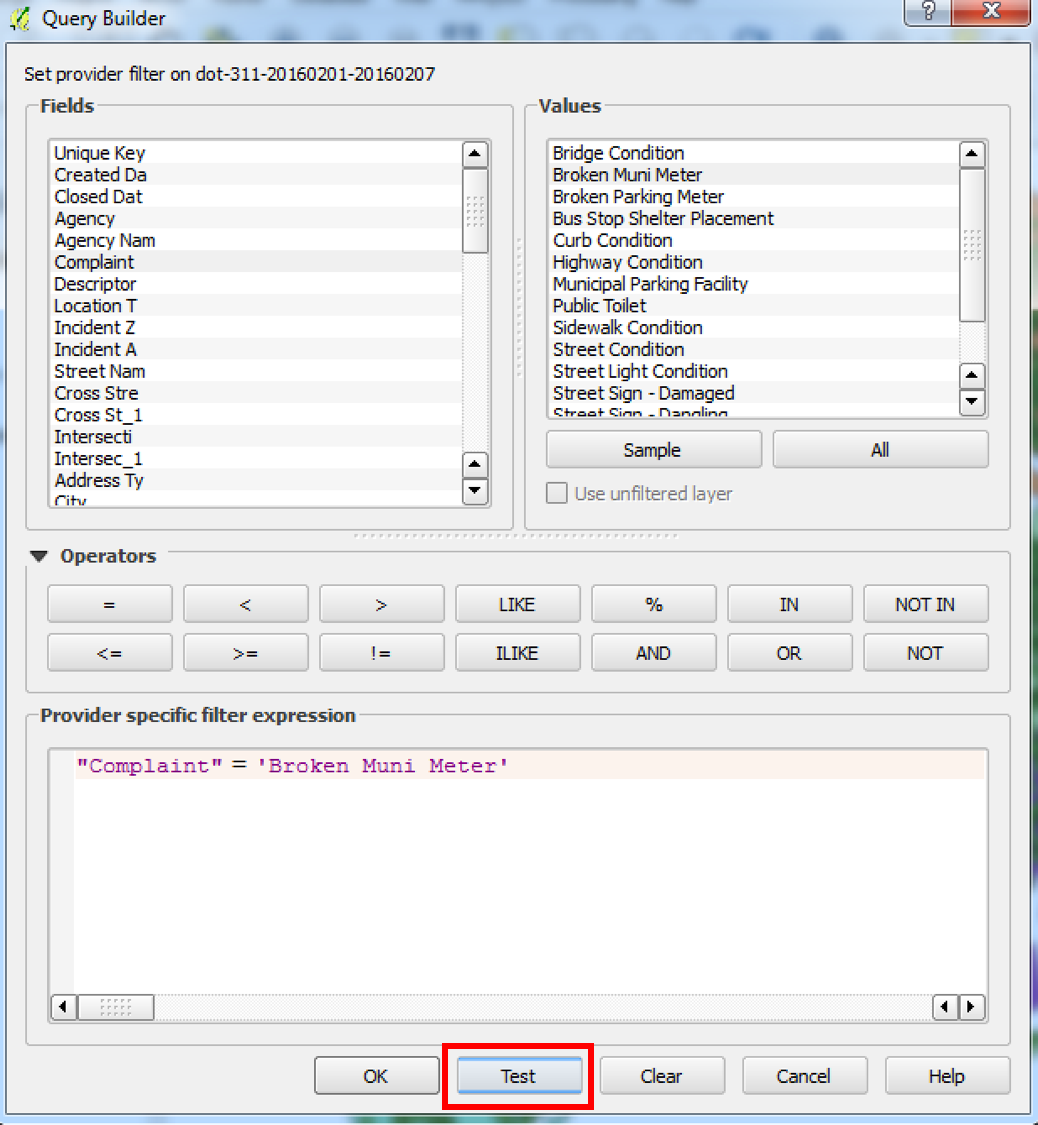 Query Builder
?
X
Set provider filter on dot-311-20160201-20160207
Fields
Unique Key
Created Da
Closed Dat
Agency
Agency Nam
Complaint
Descriptor
Location T
Incident Z
Incident A
Street Nam
Cross Stre
Cross St_1
Intersecti
Intersec_1
Address Ty
City
Values
Bridge Condition
Broken Muni Meter
Broken Parking Meter
Bus Stop Shelter Placement
Curb Condition
Highway Condition
Municipal Parking Facility
Public Toilet
Sidewalk Condition
Street Condition
Street Light Condition
Street Sign - Damaged
Street Sign - Dangling
Sample All
Use unfiltered layer
Operators
= < > LIKE % IN NOT IN
<= >= != ILIKE AND OR NOT
Provider specific filter expression
"Complaint" = 'Broken Muni Meter'
OK Test Clear Cancel Help